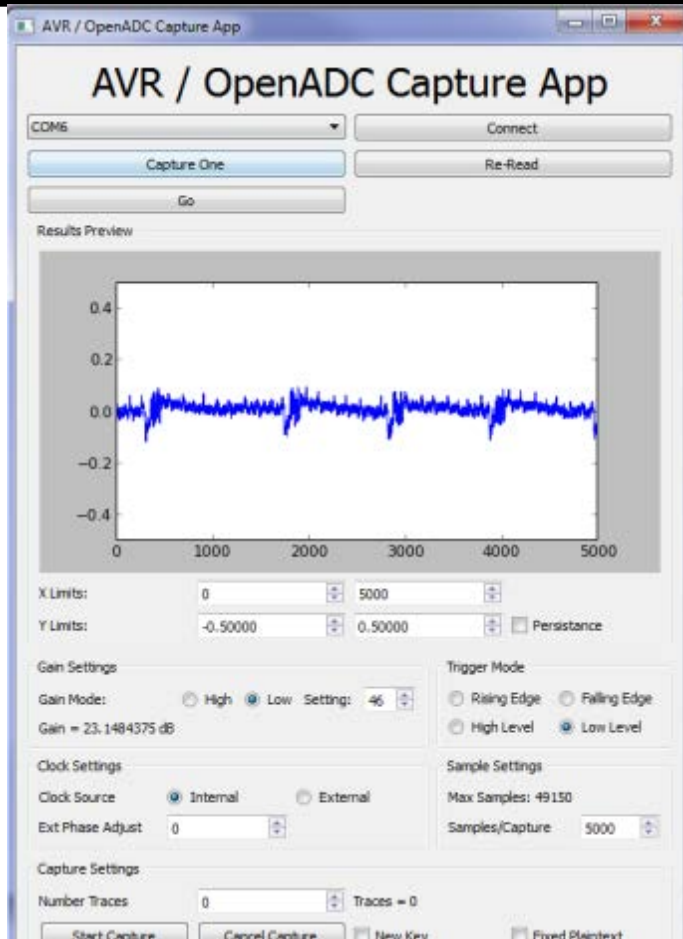 AVR / OpenADC Capture App
AVR / OpenADC Capture App
COM6 Connect
Capture One Re-Read
Go
Results Preview
0.4
0.2
0.0
−0.2
−0.4
0 1000 2000 3000 4000 5000
X Limits: 0 5000
Y Limits: -0.50000 0.50000 Persistance
Gain Settings Trigger Mode
Gain Mode: High Low Setting: 46 Rising Edge Falling Edge
Gain = 23.1484375 dB High Level Low Level
Clock Settings Sample Settings
Clock Source Internal External Max Samples: 49150
Ext Phase Adjust 0 Samples/Capture 5000
Capture Settings
Number Traces 0 Traces = 0
Start Capture Cancel Capture New Key Fixed Plaintext